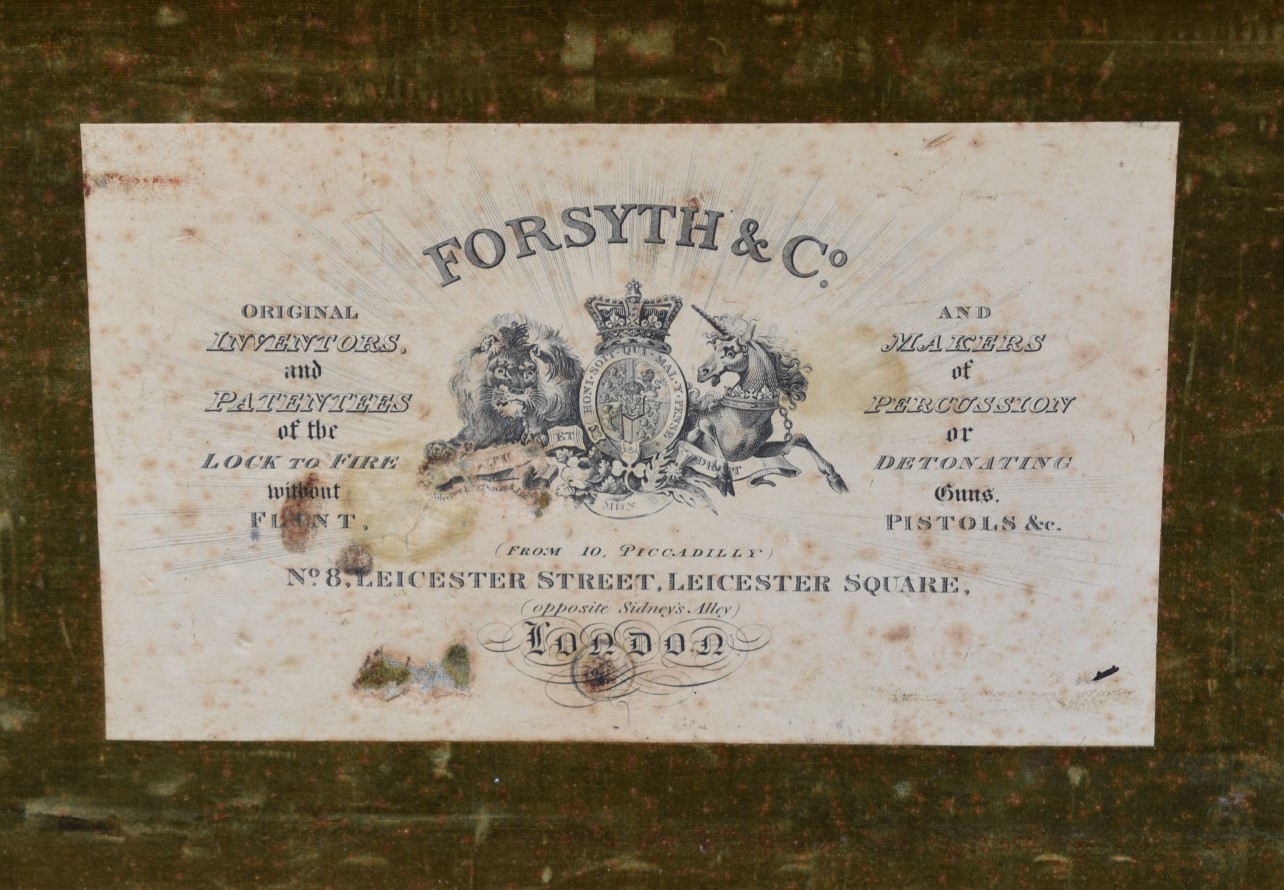 FORSYTH & Co.
ORIGINAL
INVENTORS,
and
PATENTEES
of the
LOCK TO FIRE
without
FLINT,
HONI·SOIT·QUI·MAL·Y·PENSE
ET
MON
AND
MAKERS
of
PERCUSSION
or
DETONATING
Guns,
PISTOLS &c.
(FROM 10, PICCADILLY)
No. 8, LEICESTER STREET, LEICESTER SQUARE,
(opposite Sidney's Alley)
LONDON.